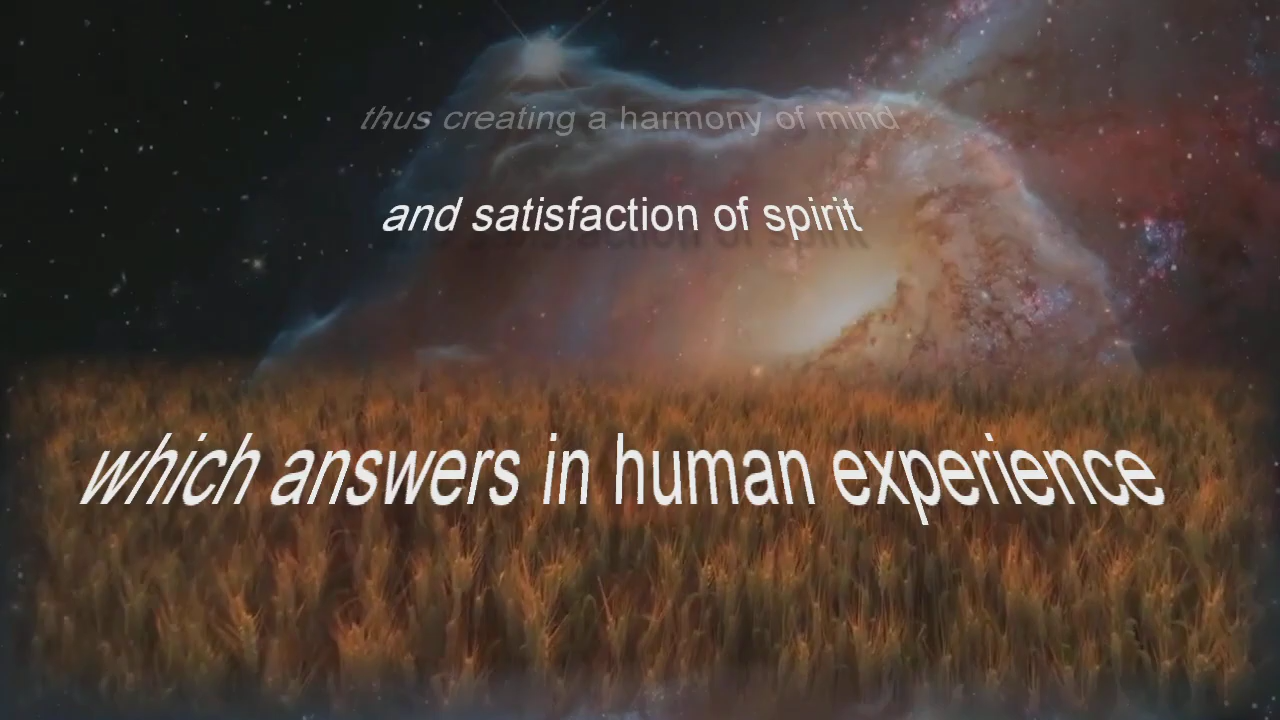 thus creating a harmony of mind
and satisfaction of spirit
which answers in human experience